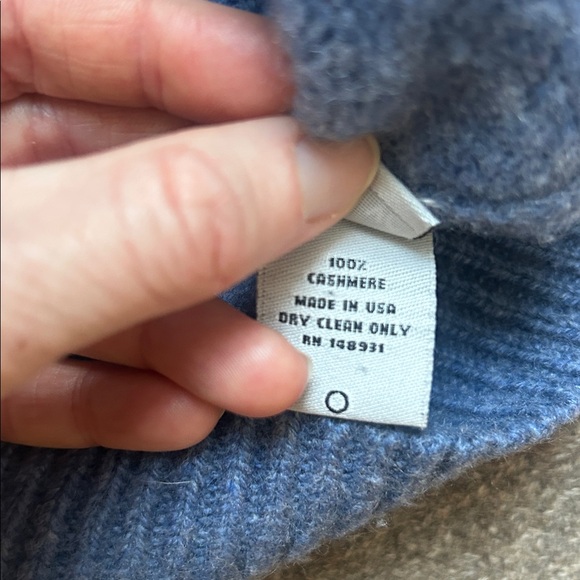 100%
CASHMERE
MADE IN USA
DRY CLEAN ONLY
RN 148931